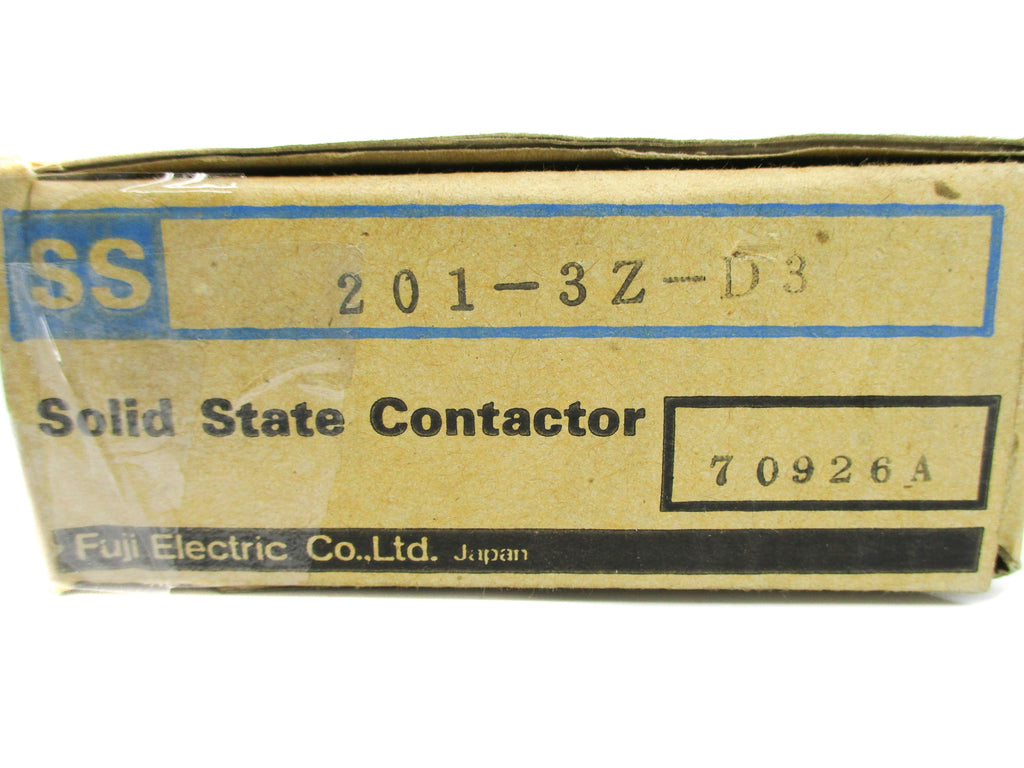 SS 201-3Z-D3
Solid State Contactor
70926A
Fuji Electric Co.,Ltd. Japan